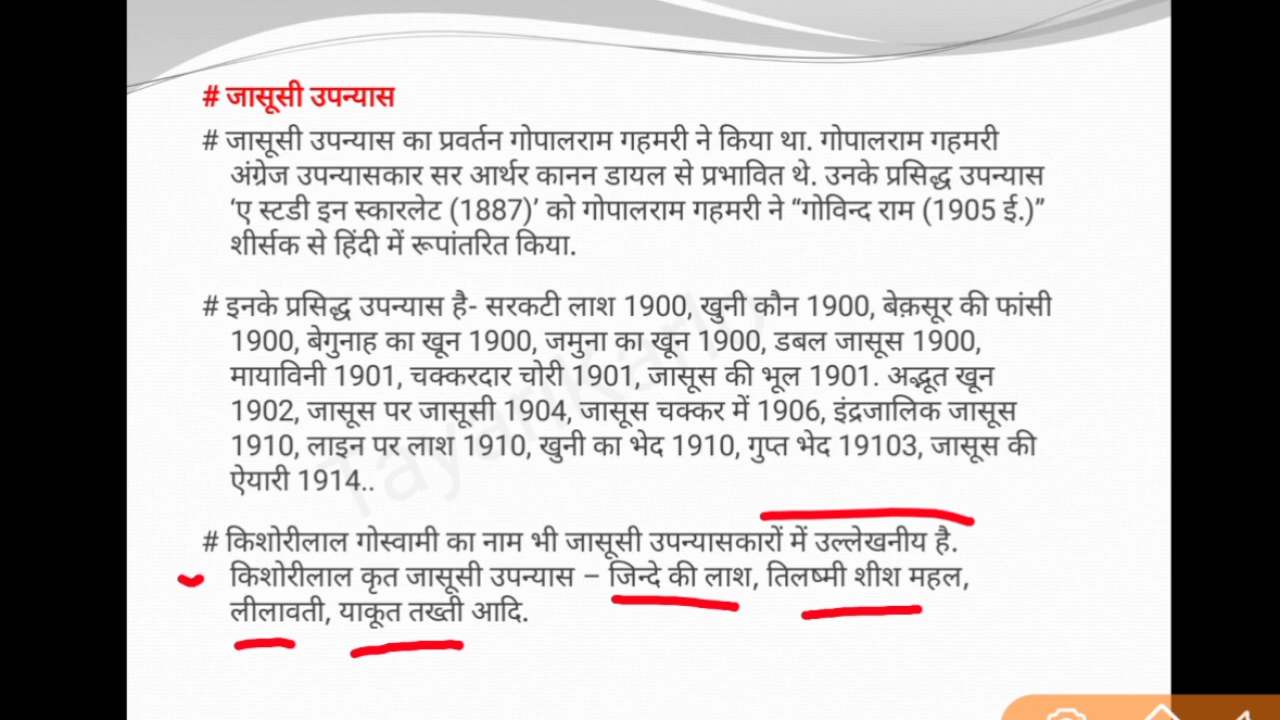 # जासूसी उपन्यास
# जासूसी उपन्यास का प्रवर्तन गोपालराम गहमरी ने किया था. गोपालराम गहमरी
अंग्रेज उपन्यासकार सर आर्थर कानन डायल से प्रभावित थे. उनके प्रसिद्ध उपन्यास
‘ए स्टडी इन स्कारलेट (1887)’ को गोपालराम गहमरी ने “गोविन्द राम (1905 ई.)”
शीर्सक से हिंदी में रूपांतरित किया.
# इनके प्रसिद्ध उपन्यास है- सरकटी लाश 1900, खुनी कौन 1900, बेक़सूर की फांसी
1900, बेगुनाह का खून 1900, जमुना का खून 1900, डबल जासूस 1900,
मायाविनी 1901, चक्करदार चोरी 1901, जासूस की भूल 1901. अद्भूत खून
1902, जासूस पर जासूसी 1904, जासूस चक्कर में 1906, इंद्रजालिक जासूस
1910, लाइन पर लाश 1910, खुनी का भेद 1910, गुप्त भेद 19103, जासूस की
ऐयारी 1914..
# किशोरीलाल गोस्वामी का नाम भी जासूसी उपन्यासकारों में उल्लेखनीय है.
किशोरीलाल कृत जासूसी उपन्यास – जिन्दे की लाश, तिलष्मी शीश महल,
लीलावती, याकूत तख्ती आदि.